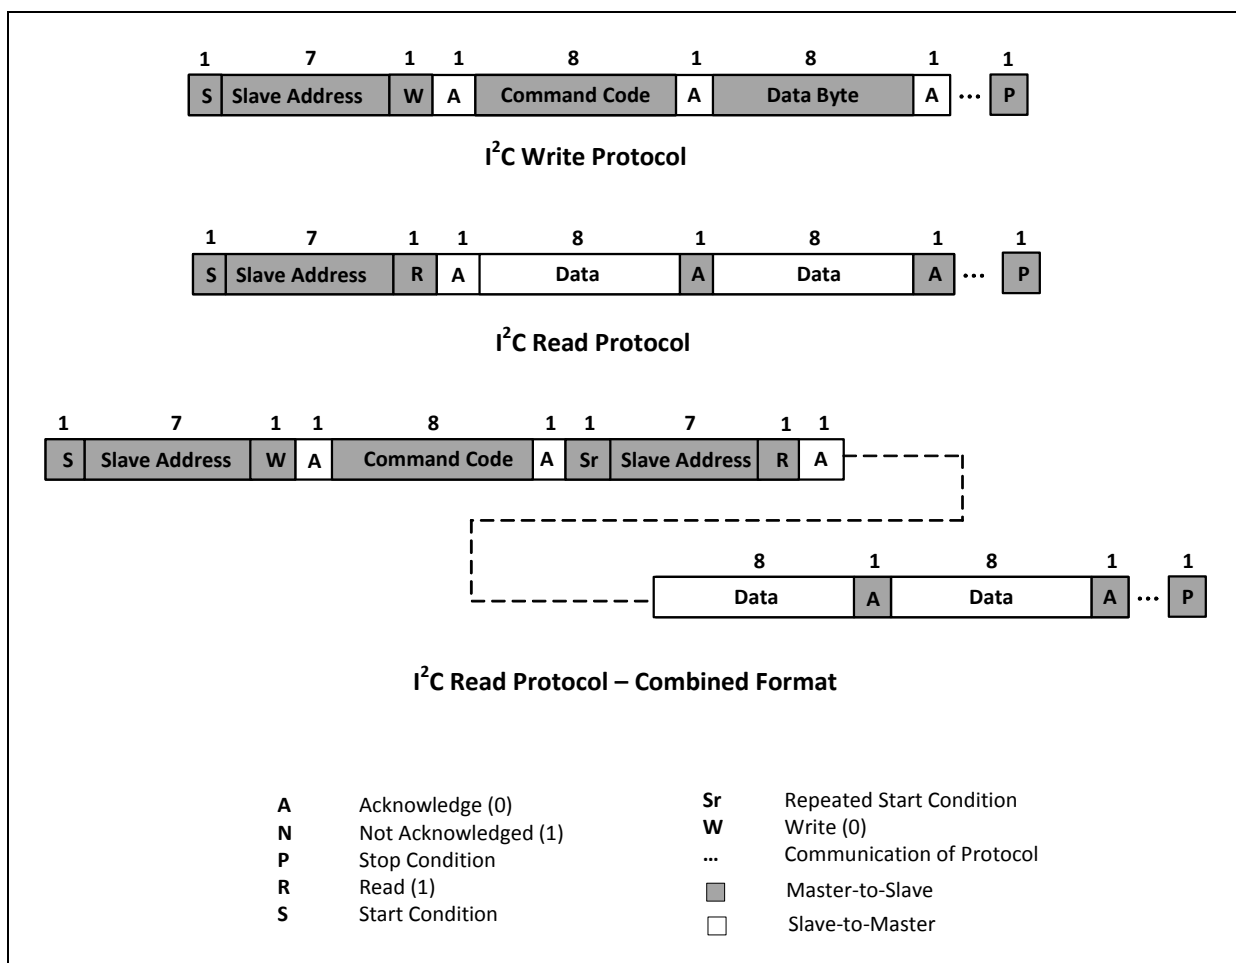 1 7 1 1 8 1 8 1 1
S Slave Address W A Command Code A Data Byte A ... P
I²C Write Protocol
1 7 1 1 8 1 8 1 1
S Slave Address R A Data A Data A ... P
I²C Read Protocol
1 7 1 1 8 1 1 7 1 1
S Slave Address W A Command Code A Sr Slave Address R A
8 1 8 1 1
Data A Data A ... P
I²C Read Protocol – Combined Format
A Acknowledge (0)
N Not Acknowledged (1)
P Stop Condition
R Read (1)
S Start Condition
Sr Repeated Start Condition
W Write (0)
... Communication of Protocol
Master-to-Slave
Slave-to-Master